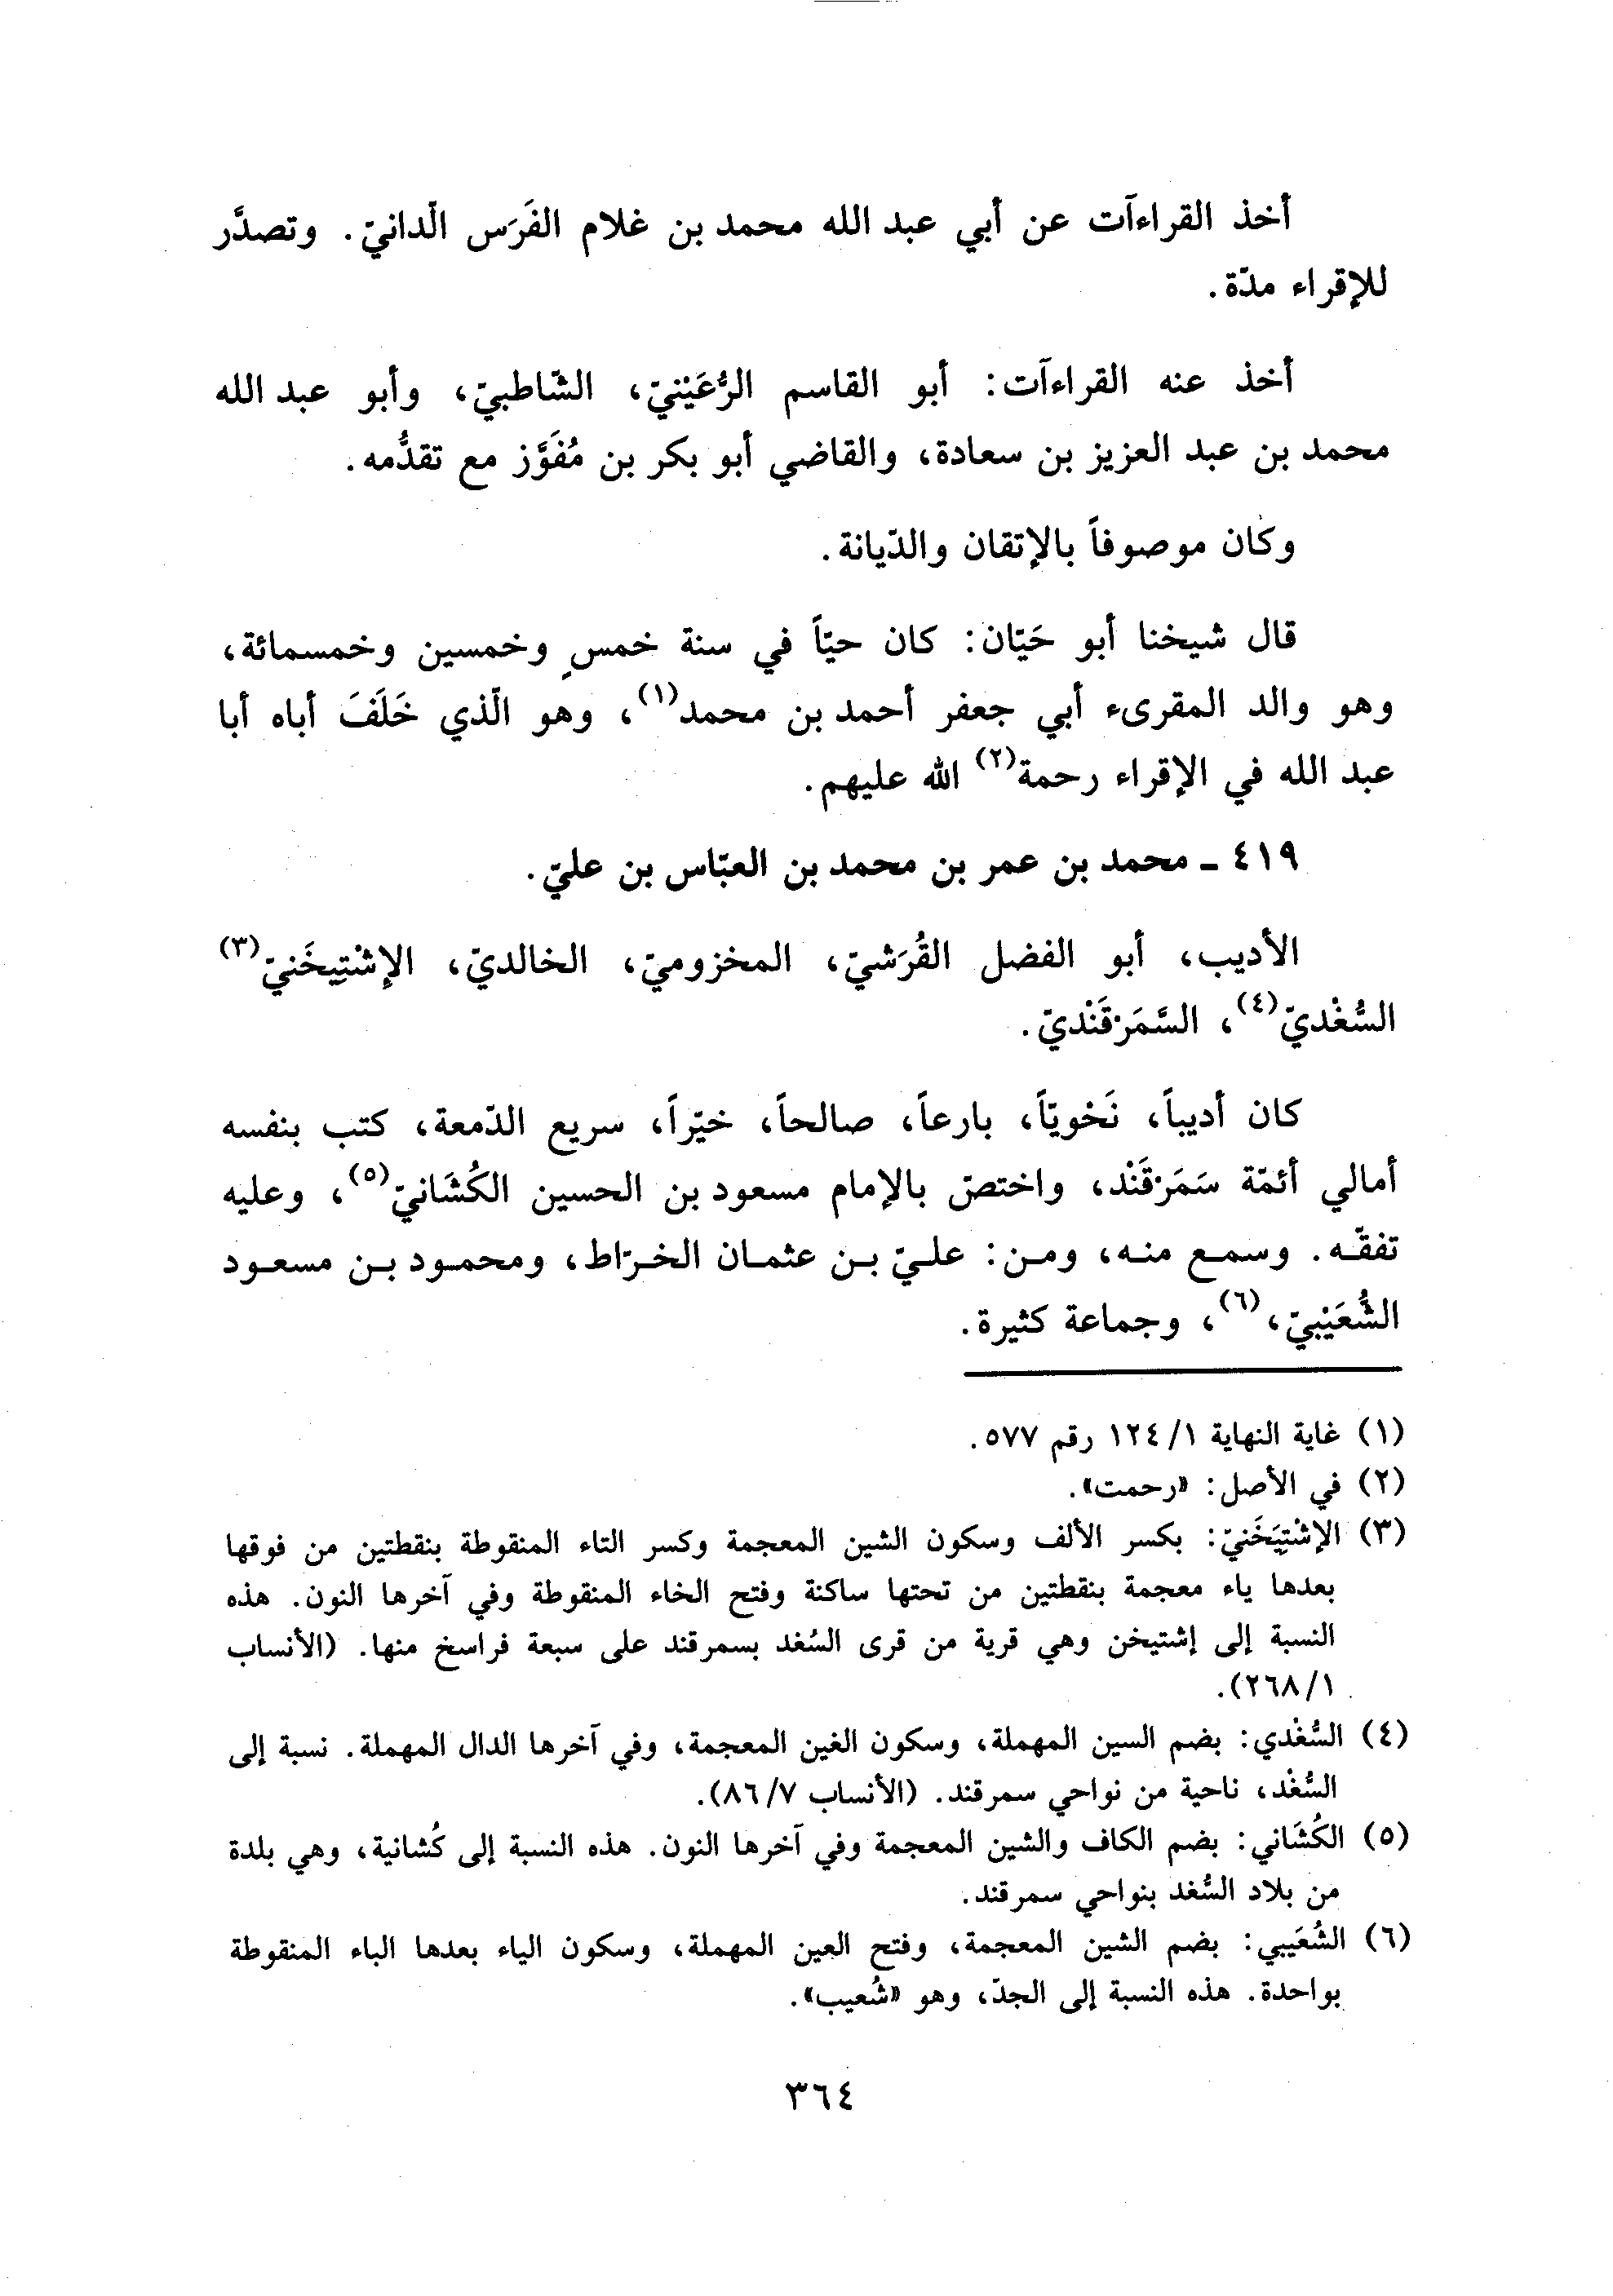 أخذ القراءآت عن أبي عبد الله محمد بن غلام الفَرَس الّدانيّ. وتصدَّر
للإقراء مدّة.
أخذ عنه القراءآت: أبو القاسم الرُّعَيْنيّ، الشّاطبيّ، وأبو عبد الله
محمد بن عبد العزيز بن سعادة، والقاضي أبو بكر بن مُفَوَّز مع تقدُّمه.
وكان موصوفاً بالإتقان والدّيانة.
قال شيخنا أبو حَيّان: كان حيّاً في سنة خمسٍ وخمسين وخمسمائة،
وهو والد المقرىء أبي جعفر أحمد بن محمد(١)، وهو الّذي خَلَفَ أباه أبا
عبد الله في الإقراء رحمة(٢) الله عليهم.
٤١٩ ـ محمد بن عمر بن محمد بن العبّاس بن عليّ.
الأديب، أبو الفضل القُرَشيّ، المخزوميّ، الخالديّ، الإشْتِيخَنيّ(٣)
السُّغْديّ(٤)، السَّمَرْقَنْديّ.
كان أديباً، نَحْويّاً، بارعاً، صالحاً، خيّراً، سريع الدّمعة، كتب بنفسه
أمالي أئمّة سَمَرْقَنْد، واختصّ بالإمام مسعود بن الحسين الكُشَانيّ(٥)، وعليه
تفقّه. وسمع منه، ومن: عليّ بن عثمان الخرّاط، ومحمود بن مسعود
الشُّعَيْبيّ،(٦)، وجماعة كثيرة.
(١) غاية النهاية ١/ ١٢٤ رقم ٥٧٧.
(٢) في الأصل: «رحمت».
(٣) الإشْتِيَخَنيّ: بكسر الألف وسكون الشين المعجمة وكسر التاء المنقوطة بنقطتين من فوقها
بعدها ياء معجمة بنقطتين من تحتها ساكنة وفتح الخاء المنقوطة وفي آخرها النون. هذه
النسبة إلى إشتيخن وهي قرية من قرى السُغد بسمرقند على سبعة فراسخ منها. (الأنساب
١/ ٢٦٨).
(٤) السُّغْدي: بضم السين المهملة، وسكون الغين المعجمة، وفي آخرها الدال المهملة. نسبة إلى
السُّغْد، ناحية من نواحي سمرقند. (الأنساب ٧/ ٨٦).
(٥) الكُشَاني: بضم الكاف والشين المعجمة وفي آخرها النون. هذه النسبة إلى كُشانية، وهي بلدة
من بلاد السُّغد بنواحي سمرقند.
(٦) الشُعَيبي: بضم الشين المعجمة، وفتح العين المهملة، وسكون الياء بعدها الباء المنقوطة
بواحدة. هذه النسبة إلى الجدّ، وهو «شُعيب».
٣٦٤